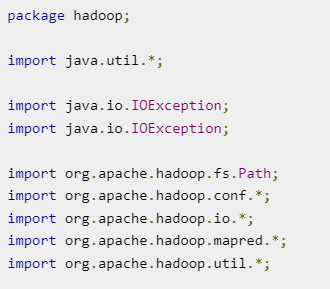 package hadoop;
import java.util.*;
import java.io.IOException;
import java.io.IOException;
import org.apache.hadoop.fs.Path;
import org.apache.hadoop.conf.*;
import org.apache.hadoop.io.*;
import org.apache.hadoop.mapred.*;
import org.apache.hadoop.util.*;